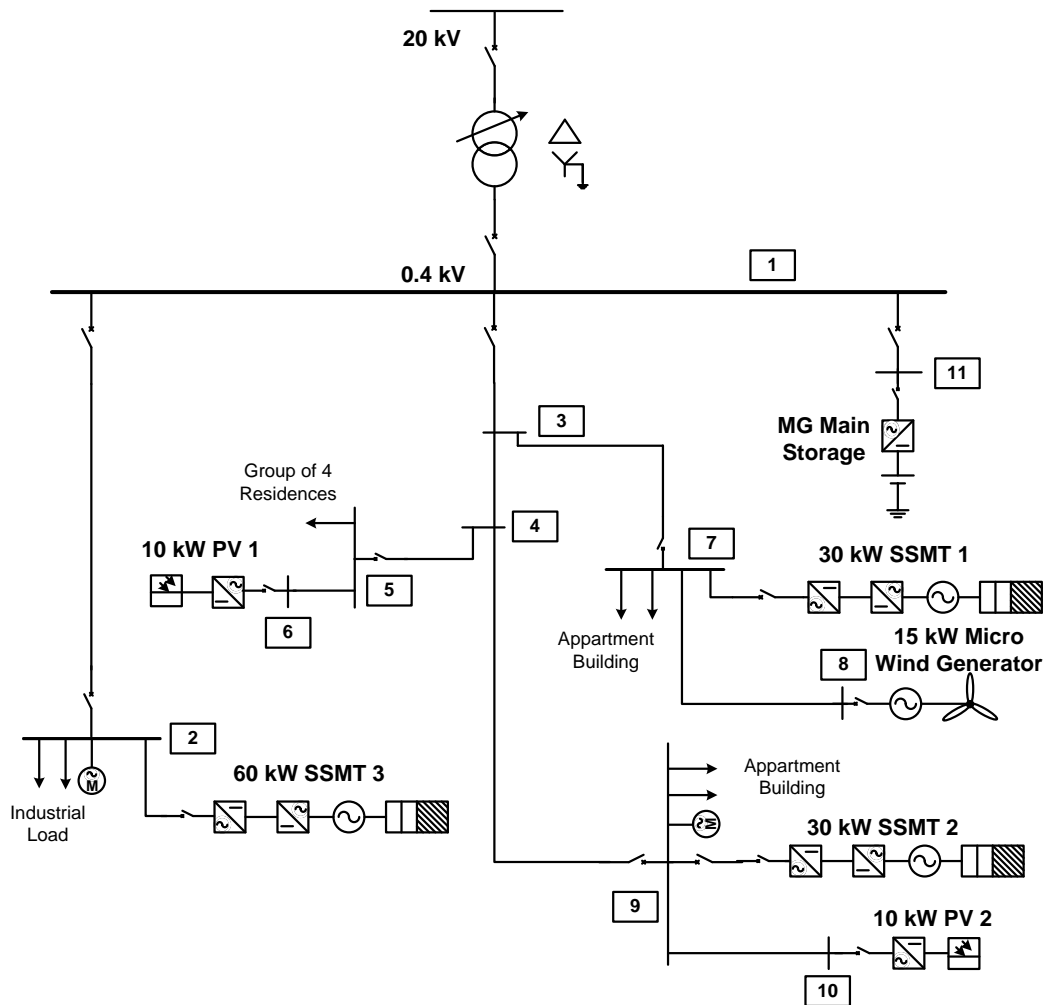 20 kV
0.4 kV
1
11
MG Main
Storage
3
Group of 4
Residences
4
10 kW PV 1
7
30 kW SSMT 1
5
6
Appartment
Building
15 kW Micro
Wind Generator
8
2
60 kW SSMT 3
M
Industrial
Load
Appartment
Building
M
30 kW SSMT 2
9
10 kW PV 2
10